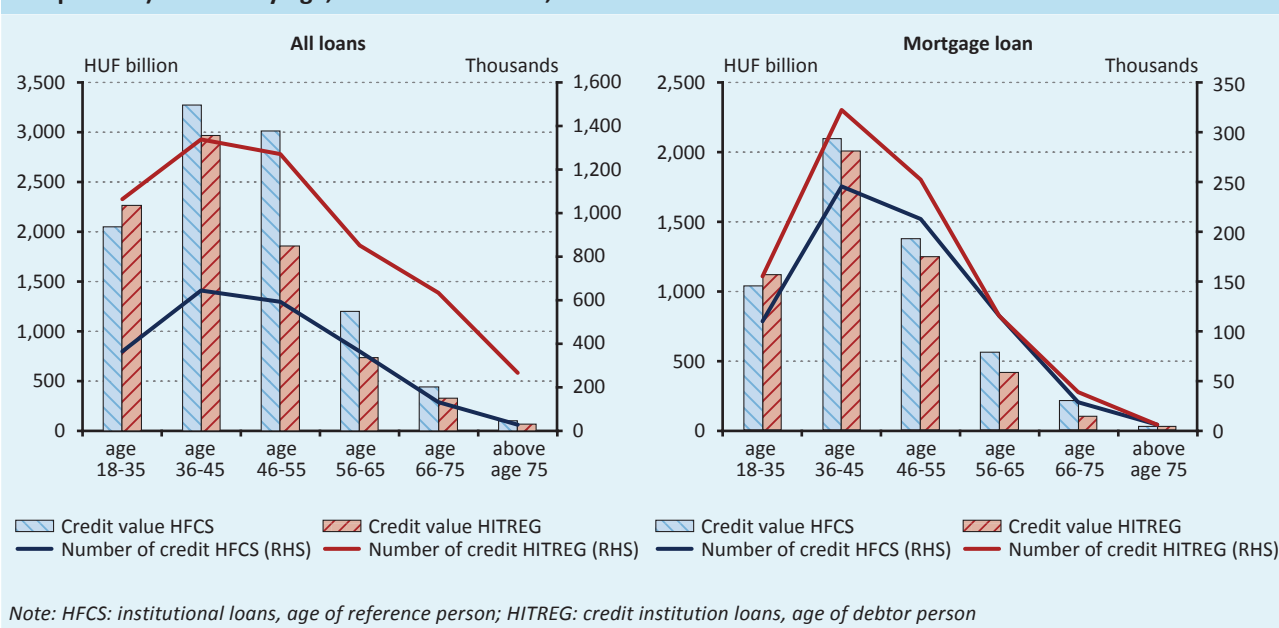 All loans
HUF billion Thousands
3,500
3,000
2,500
2,000
1,500
1,000
500
0
1,600
1,400
1,200
1,000
800
600
400
200
0
age 18-35
age 36-45
age 46-55
age 56-65
age 66-75
above age 75
Credit value HFCS Credit value HITREG
Number of credit HFCS (RHS) Number of credit HITREG (RHS)
Mortgage loan
HUF billion Thousands
2,500
2,000
1,500
1,000
500
0
350
300
250
200
150
100
50
0
age 18-35
age 36-45
age 46-55
age 56-65
age 66-75
above age 75
Credit value HFCS Credit value HITREG
Number of credit HFCS (RHS) Number of credit HITREG (RHS)
Note: HFCS: institutional loans, age of reference person; HITREG: credit institution loans, age of debtor person